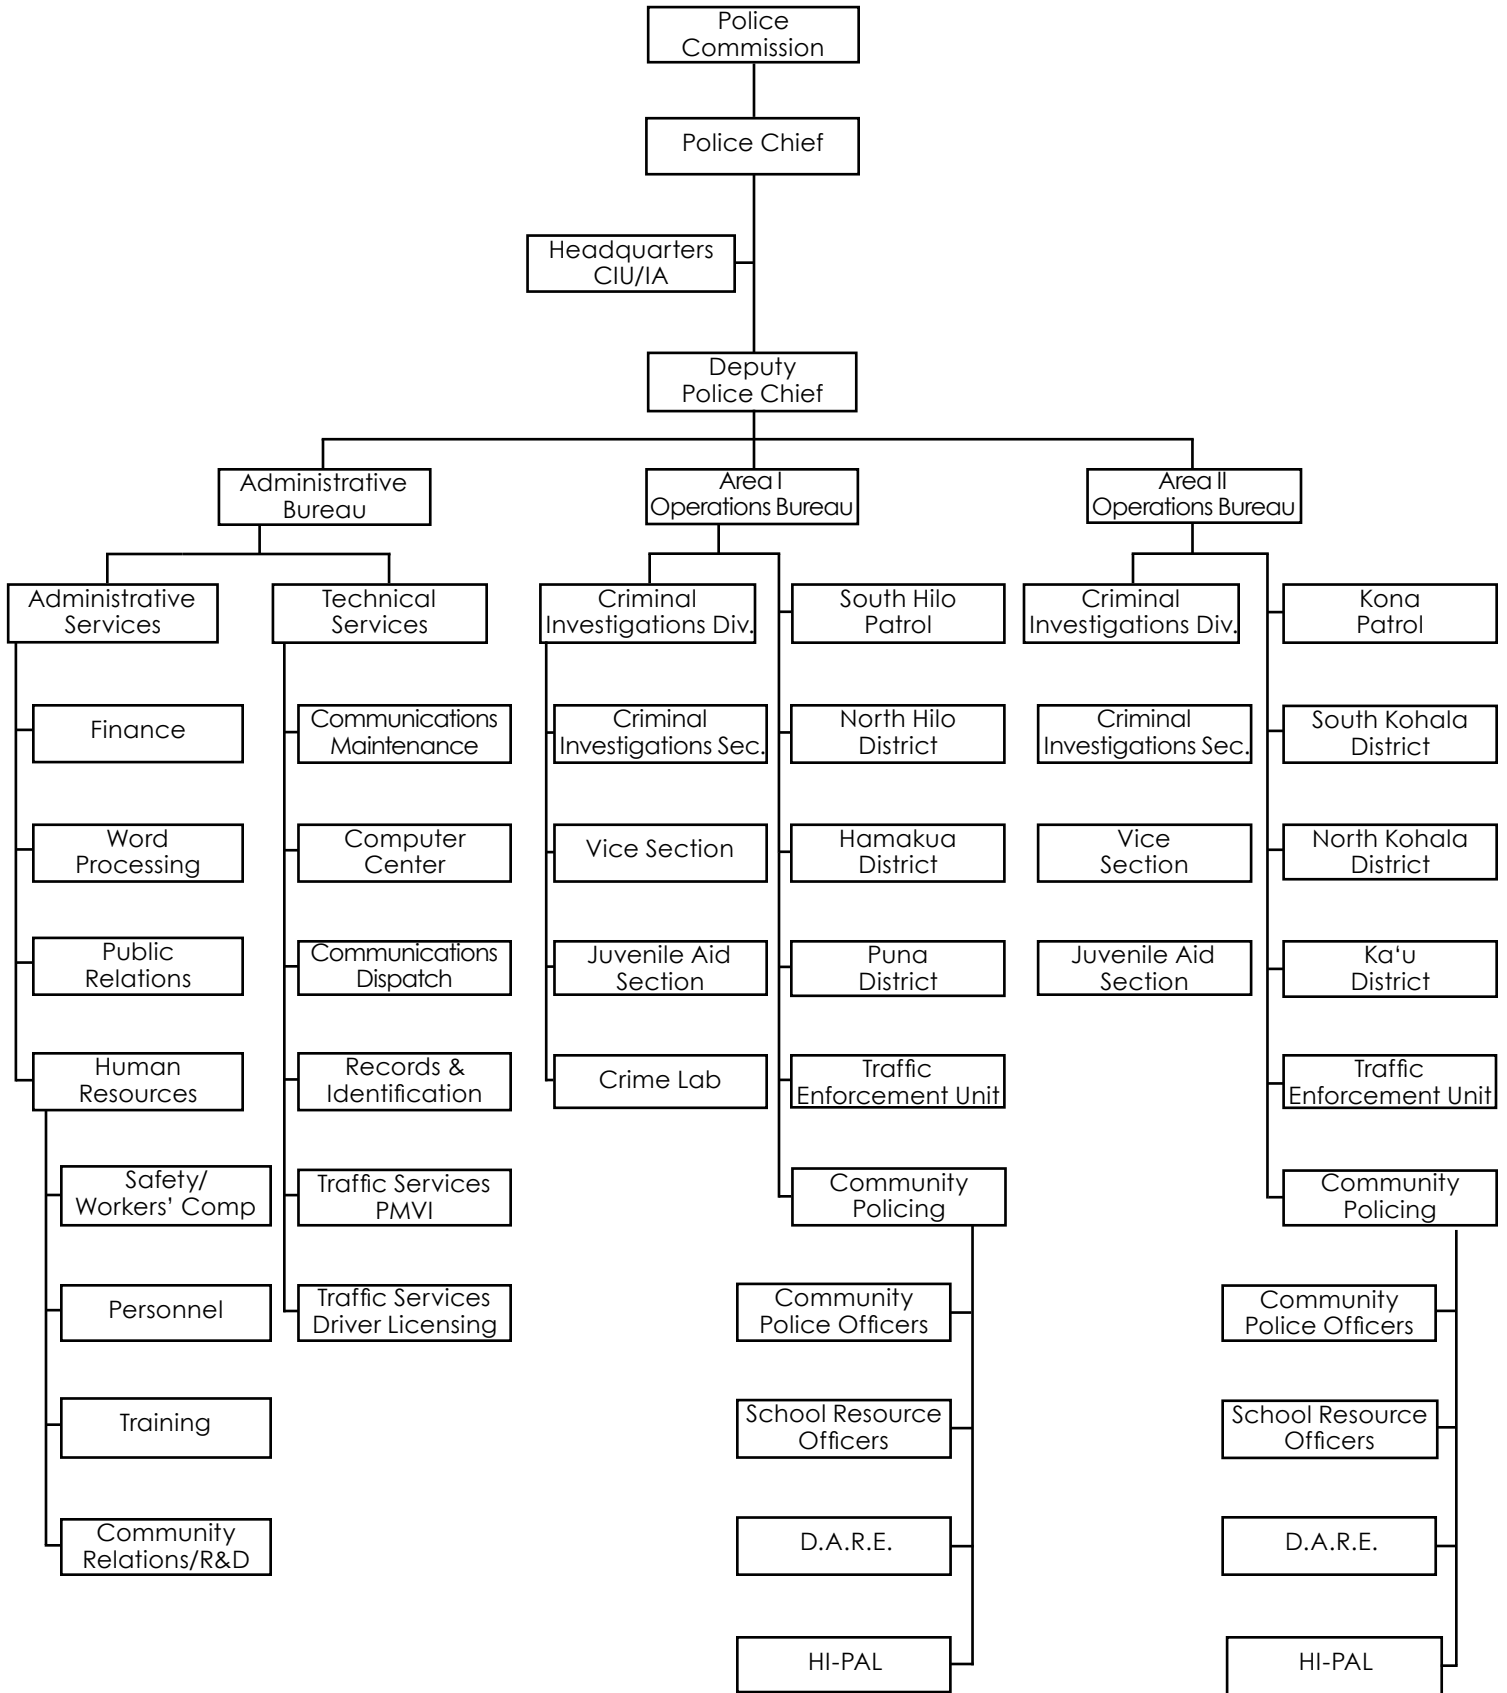 Police
Commission
Police Chief
Headquarters
CIU/IA
Deputy
Police Chief
Administrative
Bureau
Area I
Operations Bureau
Area II
Operations Bureau
Administrative
Services
Technical
Services
Criminal
Investigations Div.
South Hilo
Patrol
Criminal
Investigations Div.
Kona
Patrol
Finance
Communications
Maintenance
Criminal
Investigations Sec.
North Hilo
District
Criminal
Investigations Sec.
South Kohala
District
Word
Processing
Computer
Center
Vice Section
Hamakua
District
Vice
Section
North Kohala
District
Public
Relations
Communications
Dispatch
Juvenile Aid
Section
Puna
District
Juvenile Aid
Section
Ka‘u
District
Human
Resources
Records &
Identification
Crime Lab
Traffic
Enforcement Unit
Traffic
Enforcement Unit
Safety/
Workers’ Comp
Traffic Services
PMVI
Community
Policing
Community
Policing
Personnel
Traffic Services
Driver Licensing
Community
Police Officers
Community
Police Officers
Training
School Resource
Officers
School Resource
Officers
Community
Relations/R&D
D.A.R.E.
D.A.R.E.
HI-PAL
HI-PAL